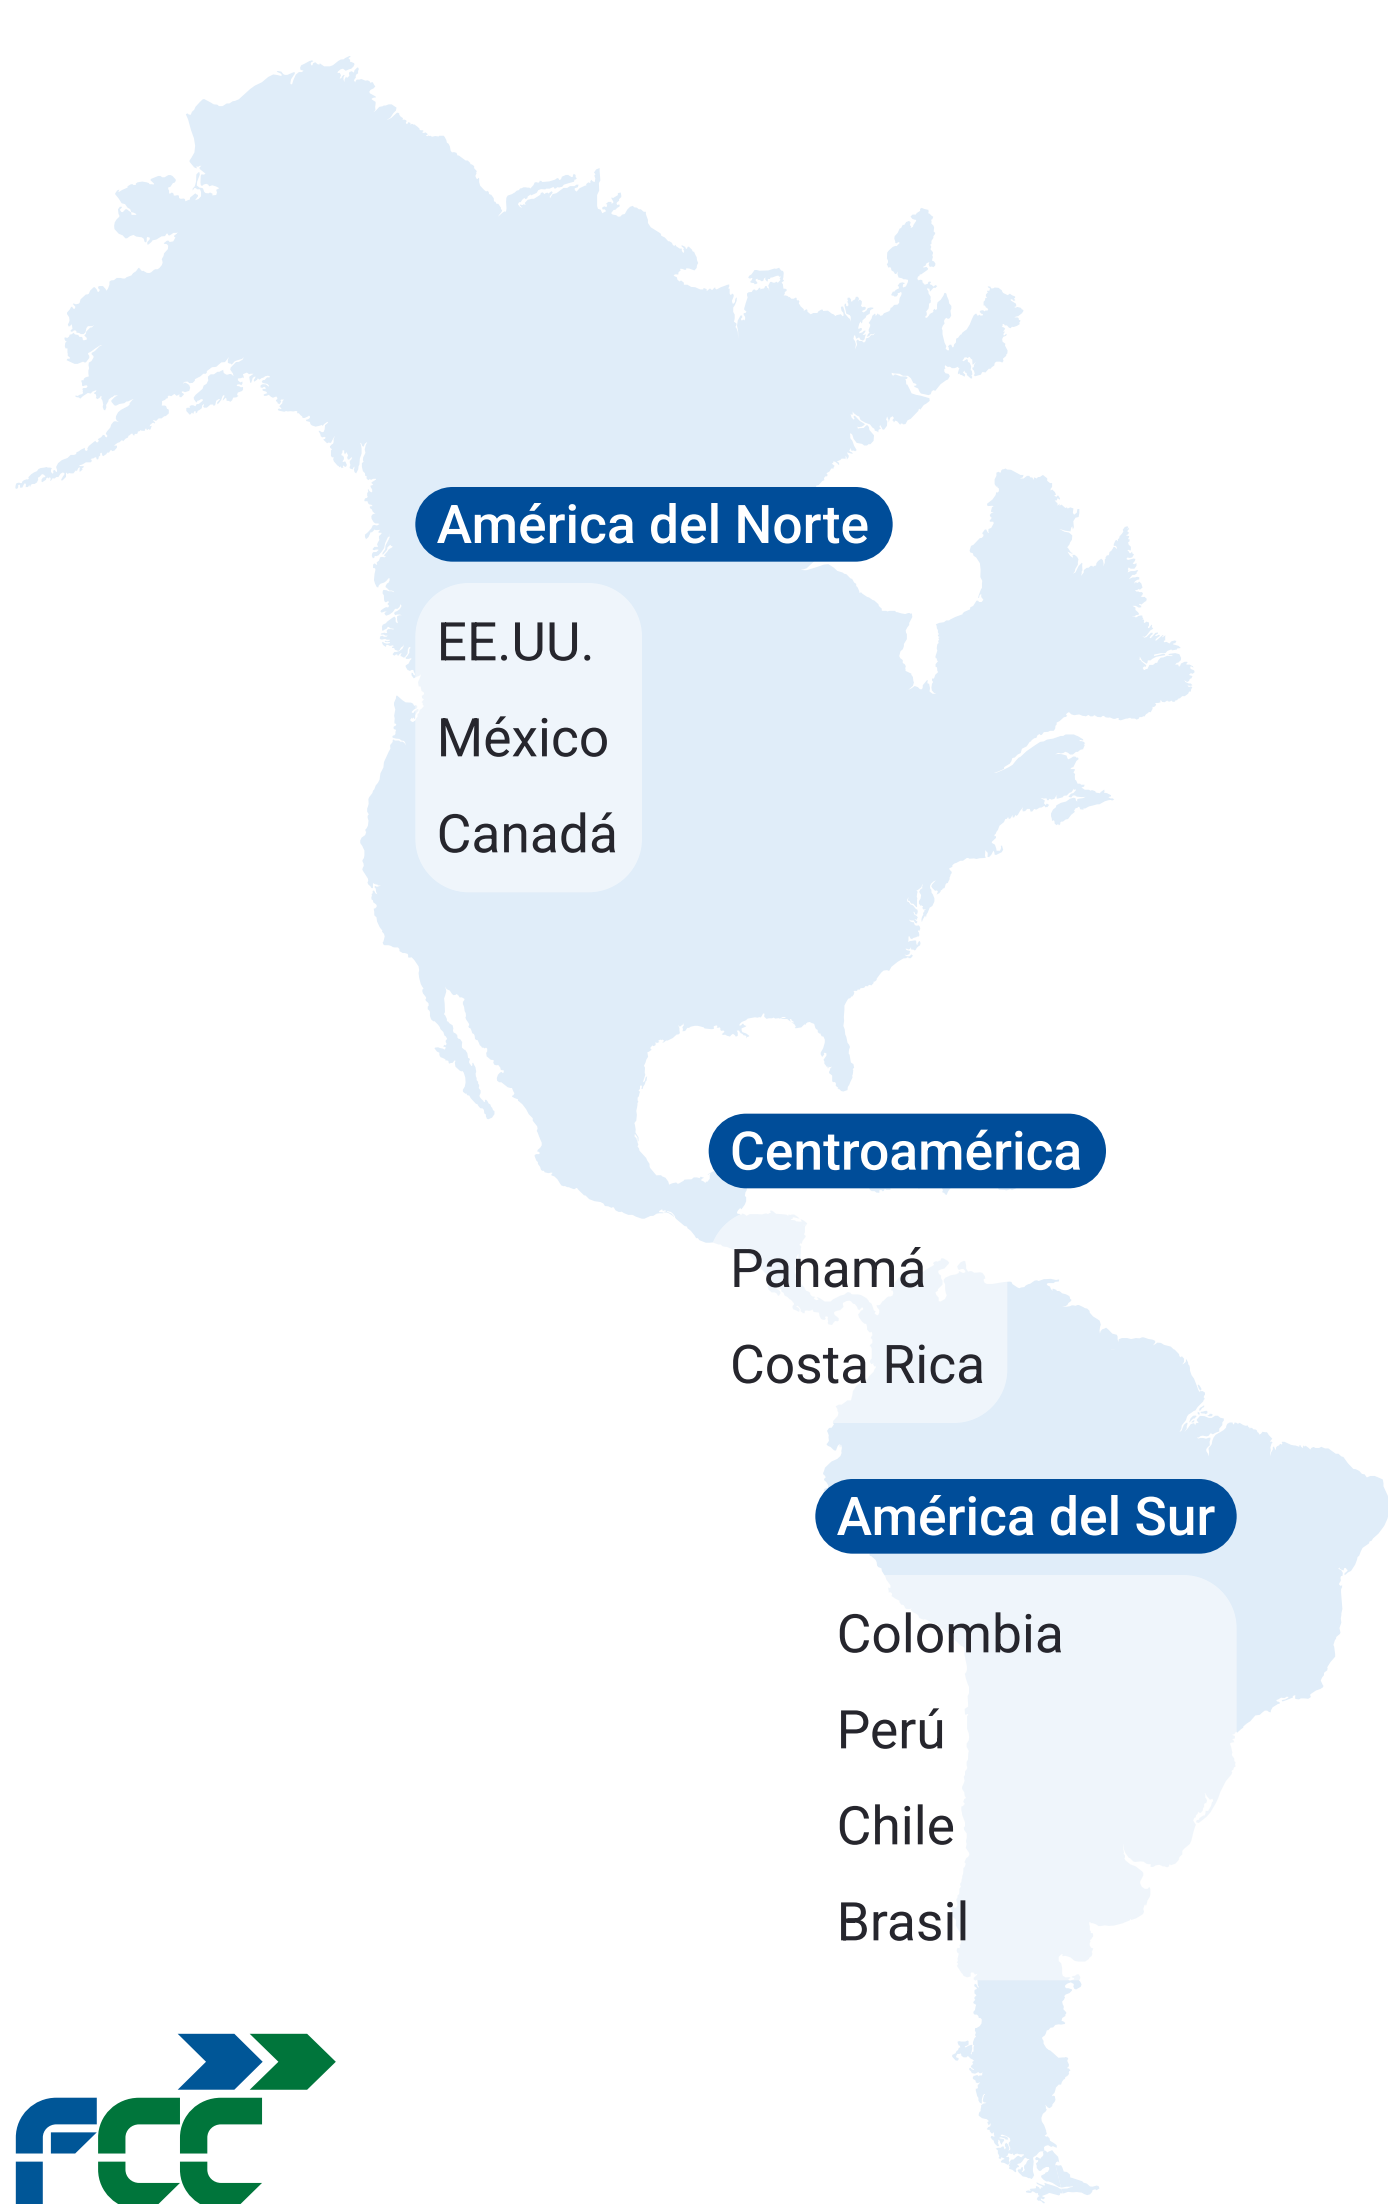 América del Norte
EE.UU.
México
Canadá
Centroamérica
Panamá
Costa Rica
América del Sur
Colombia
Perú
Chile
Brasil
FCC